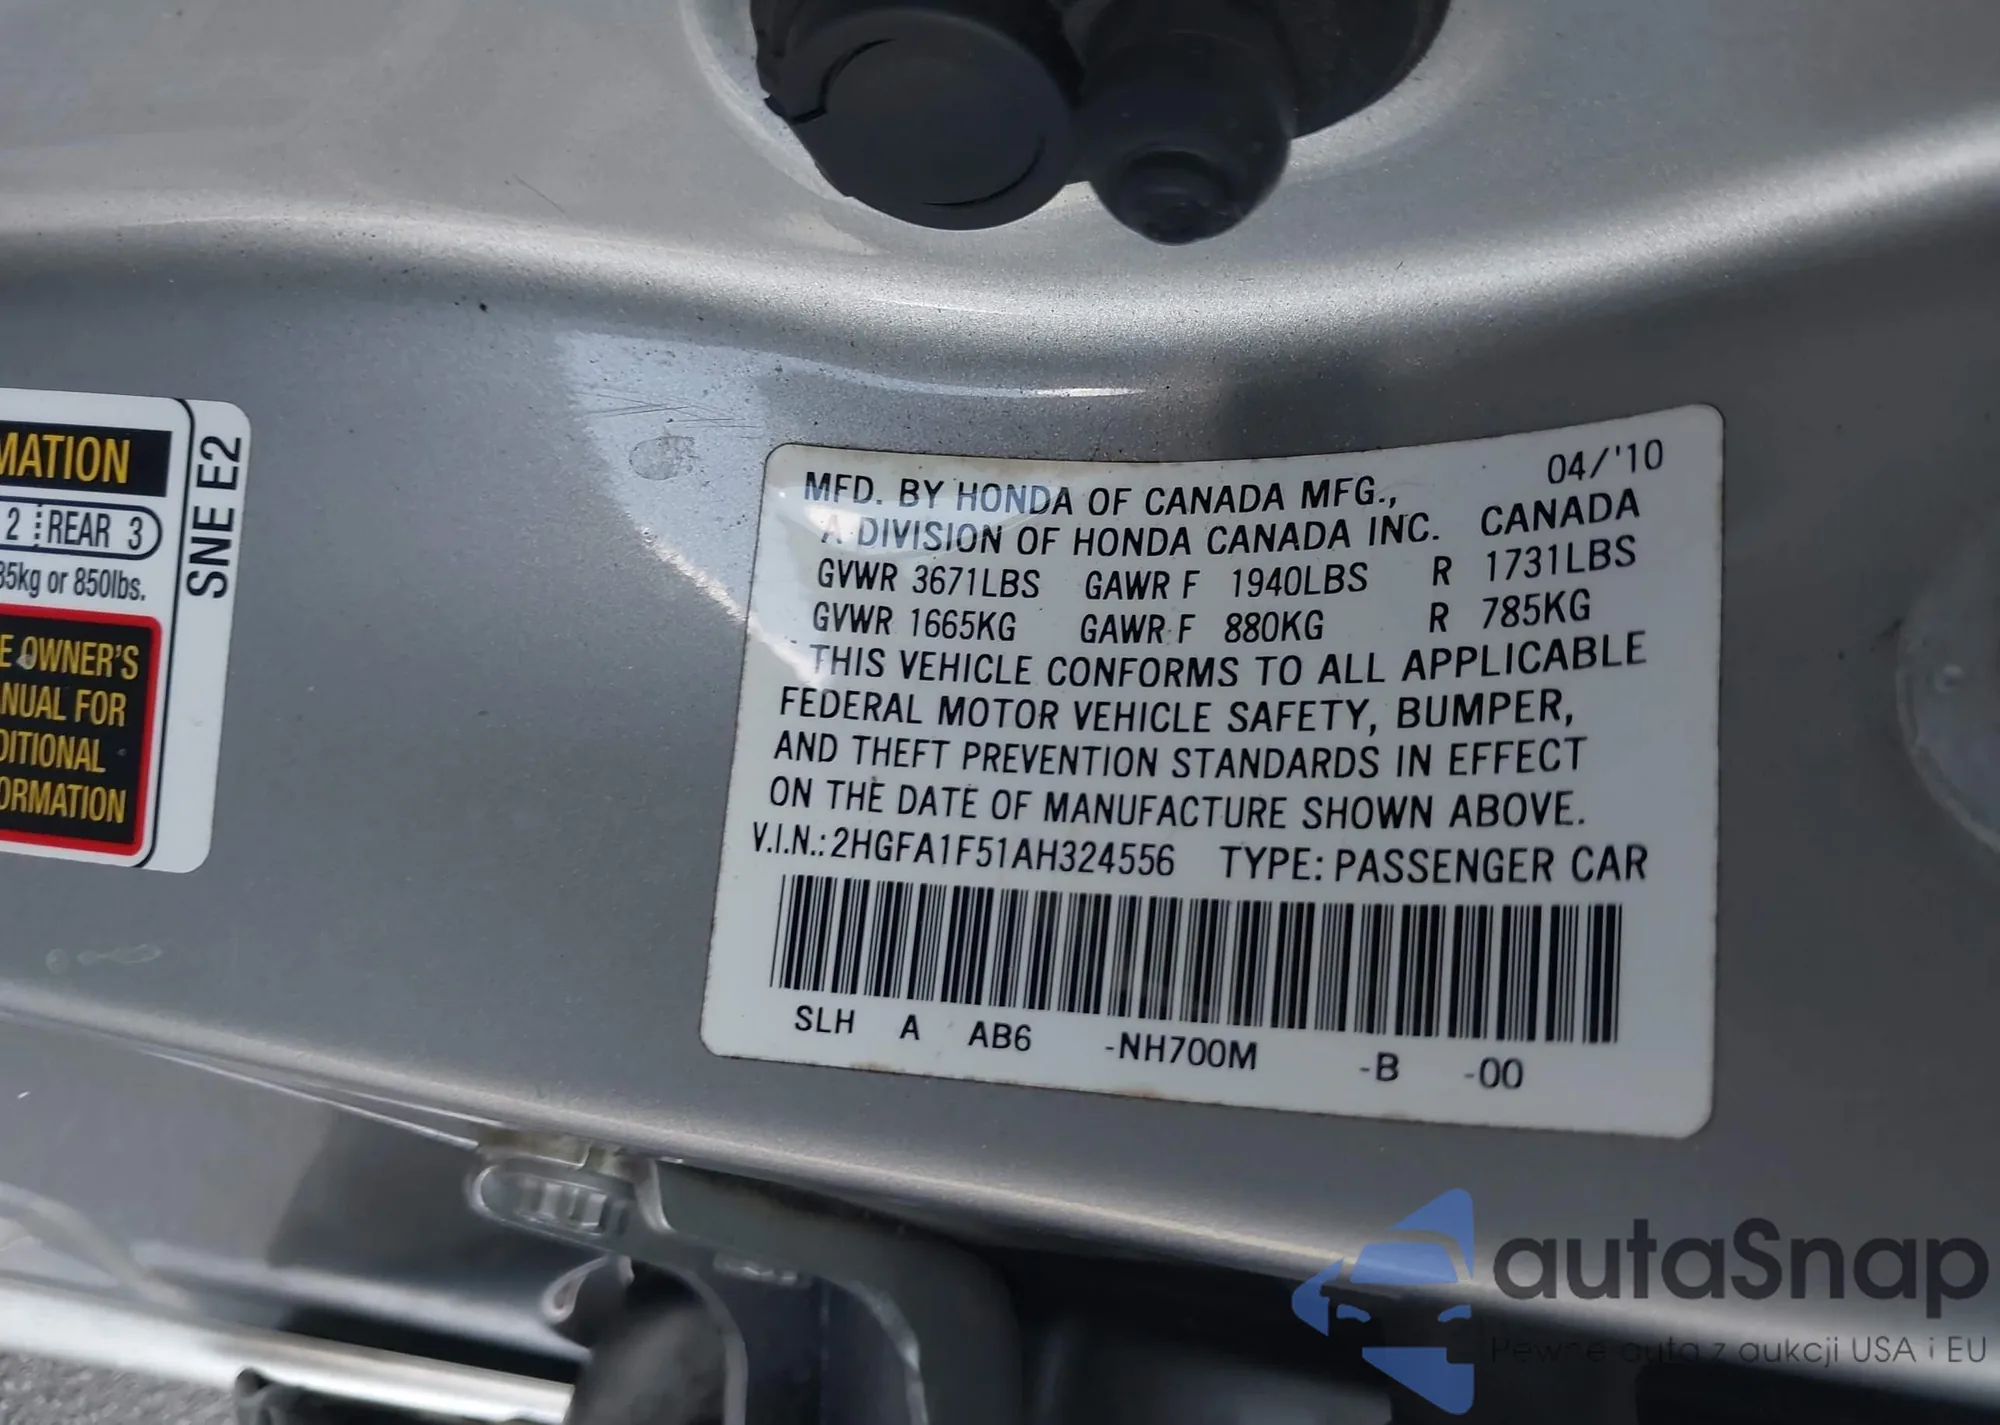 MATION
2 REAR 3
85kg or 850lbs.
E OWNER'S
NUAL FOR
DITIONAL
ORMATION
SNE E2
04/'10
MFD. BY HONDA OF CANADA MFG.,
A DIVISION OF HONDA CANADA INC. CANADA
GVWR 3671LBS GAWR F 1940LBS R 1731LBS
GVWR 1665KG GAWR F 880KG R 785KG
THIS VEHICLE CONFORMS TO ALL APPLICABLE
FEDERAL MOTOR VEHICLE SAFETY, BUMPER,
AND THEFT PREVENTION STANDARDS IN EFFECT
ON THE DATE OF MANUFACTURE SHOWN ABOVE.
V.I.N.: 2HGFA1F51AH324556 TYPE: PASSENGER CAR
SLH A AB6 -NH700M -B -00
autaSnap
Pewne auta z aukcji USA i EU